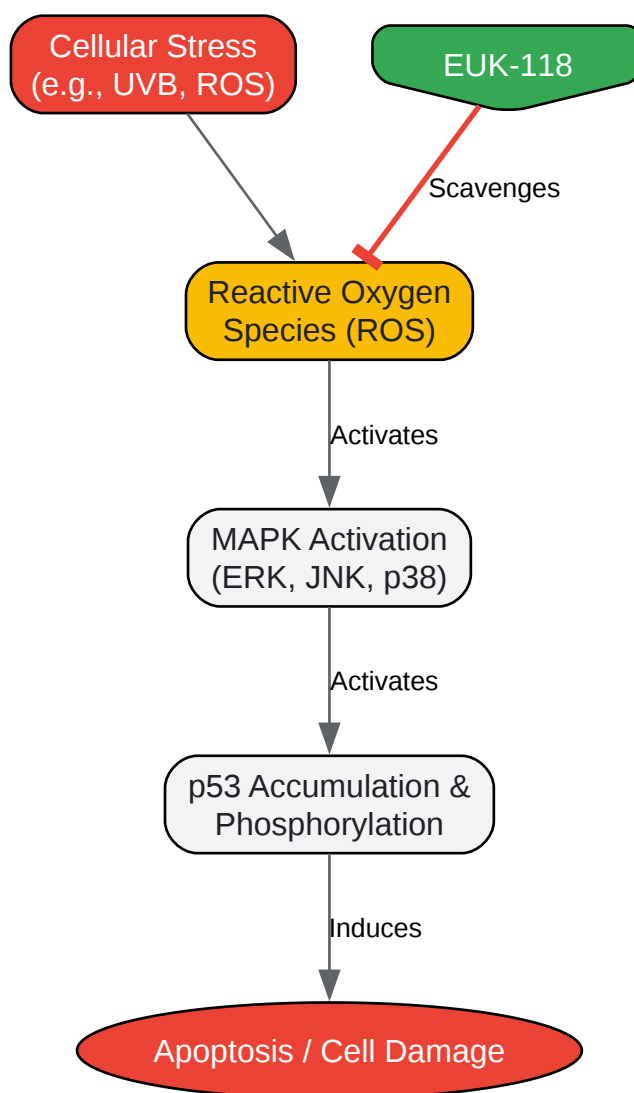 Cellular Stress
(e.g., UVB, ROS)
EUK-118
Scavenges
Reactive Oxygen
Species (ROS)
Activates
MAPK Activation
(ERK, JNK, p38)
Activates
p53 Accumulation &
Phosphorylation
Induces
Apoptosis / Cell Damage